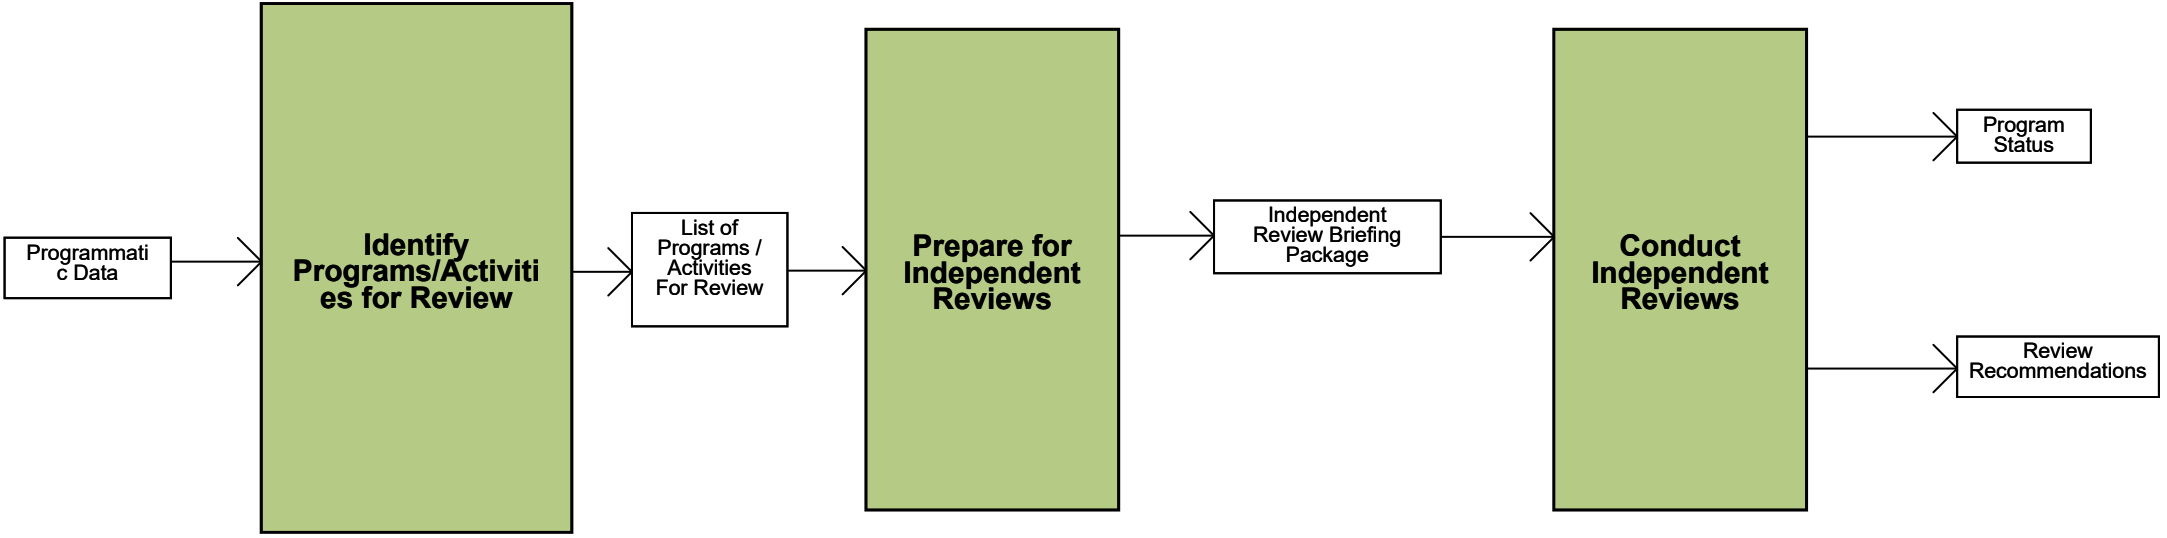 Programmati
c Data
Identify
Programs/Activiti
es for Review
List of
Programs /
Activities
For Review
Prepare for
Independent
Reviews
Independent
Review Briefing
Package
Conduct
Independent
Reviews
Program
Status
Review
Recommendations